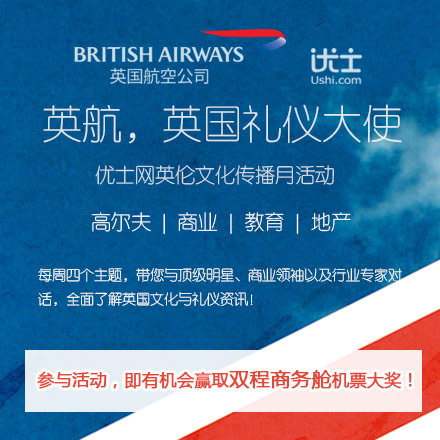 BRITISH AIRWAYS
英国航空公司
优士
Ushi.com
英航，英国礼仪大使
优士网英伦文化传播月活动
高尔夫 | 商业 | 教育 | 地产
每周四个主题，带您与顶级明星、商业领袖以及行业专家对
话，全面了解英国文化与礼仪资讯！
参与活动，即有机会赢取双程商务舱机票大奖！